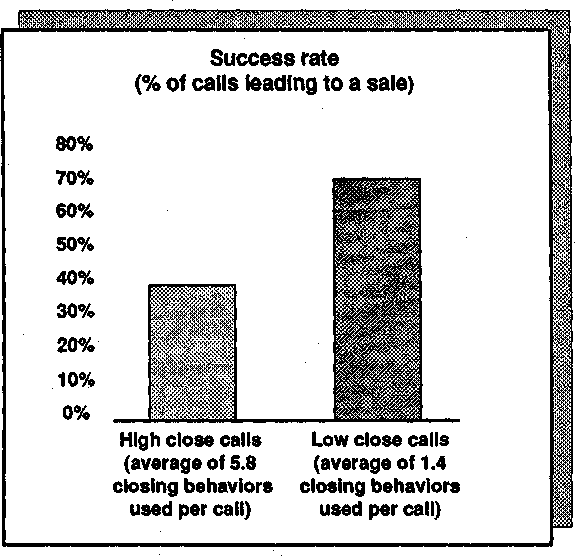 Success rate
(% of calls leading to a sale)
80%
70%
60%
50%
40%
30%
20%
10%
0%
High close calls
(average of 5.8
closing behaviors
used per call)
Low close calls
(average of 1.4
closing behaviors
used per call)